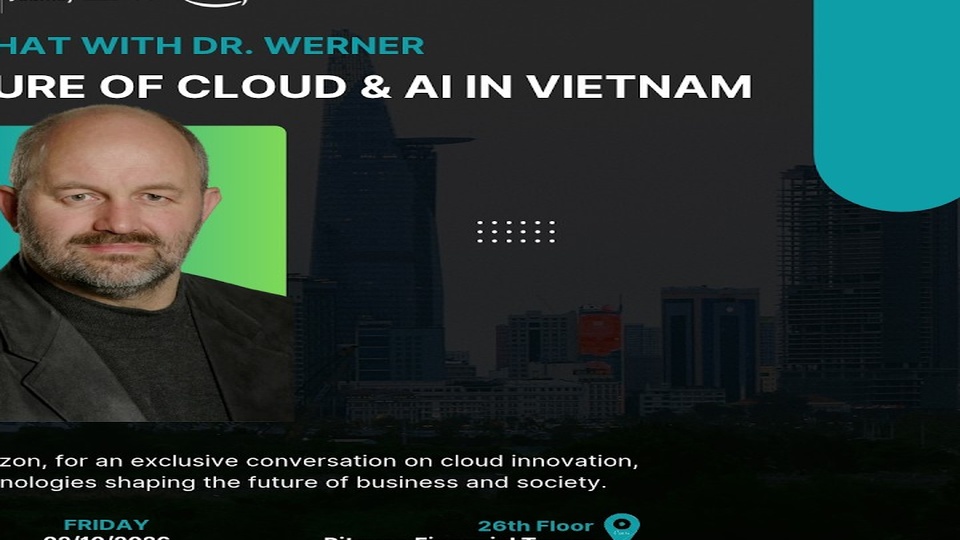 HAT WITH DR. WERNER
URE OF CLOUD & AI IN VIETNAM
zon, for an exclusive conversation on cloud innovation,
nologies shaping the future of business and society.
FRIDAY
26th Floor
Financial